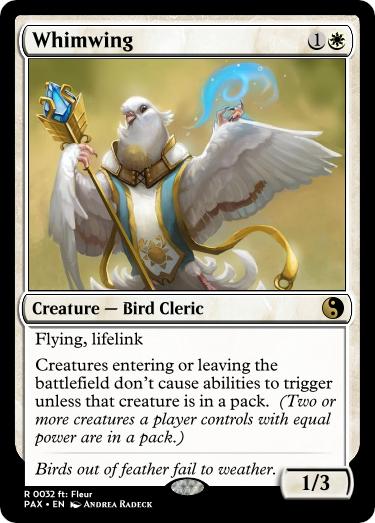 Whimwing
1
Creature — Bird Cleric
Flying, lifelink
Creatures entering or leaving the
battlefield don't cause abilities to trigger
unless that creature is in a pack. (Two or
more creatures a player controls with equal
power are in a pack.)
Birds out of feather fail to weather.
1/3
R 0032 ft: Fleur
PAX • EN Andrea Radeck